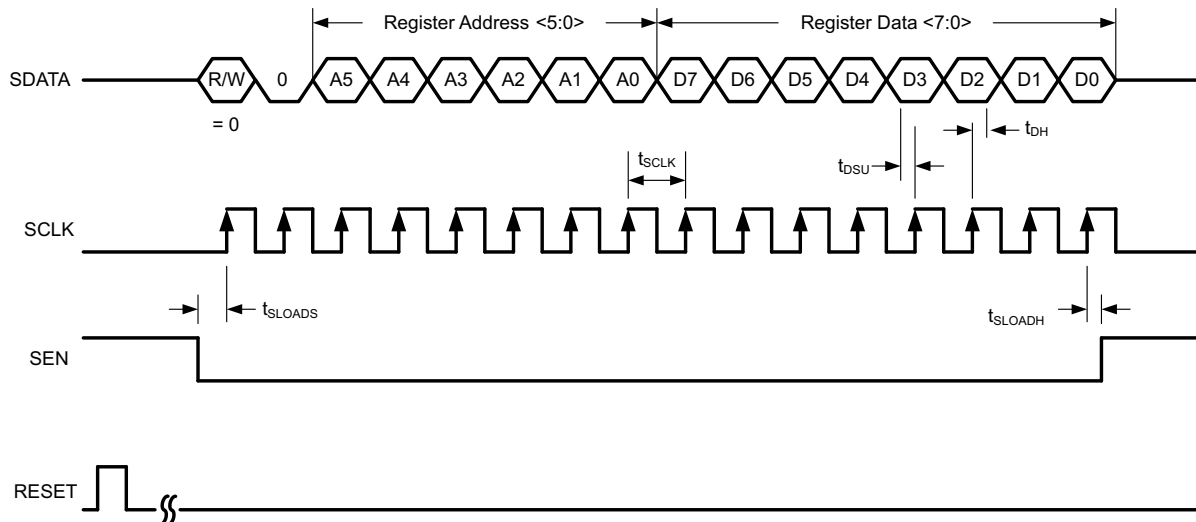 Register Address <5:0> Register Data <7:0>
SDATA R/W 0 A5 A4 A3 A2 A1 A0 D7 D6 D5 D4 D3 D2 D1 D0
= 0
tDH
tSCLK
tDSU
SCLK
tSLOADS
tSLOADH
SEN
RESET